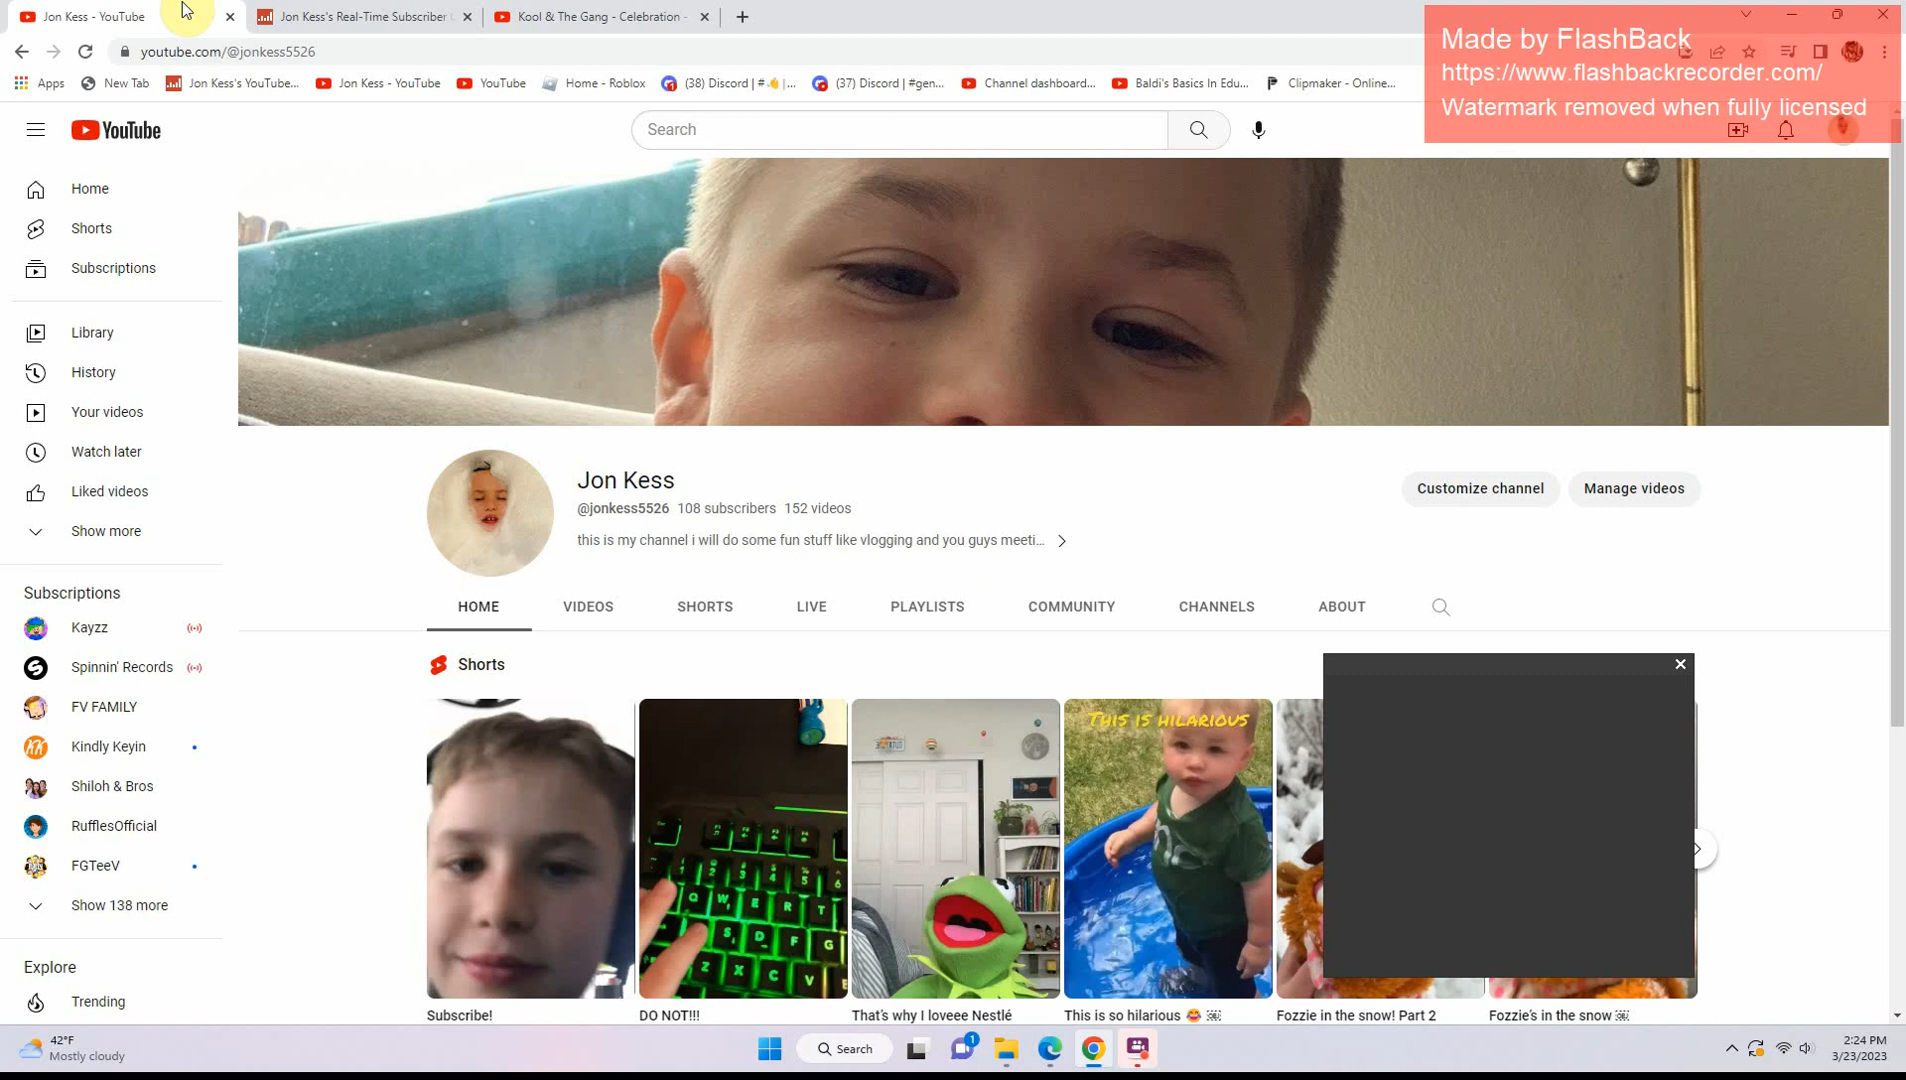 Jon Kess - YouTube
Jon Kess's Real-Time Subscriber
Kool & The Gang - Celebration -
youtube.com/@jonkess5526
Made by FlashBack
https://www.flashbackrecorder.com/
Watermark removed when fully licensed
Apps
New Tab
Jon Kess's YouTube...
Jon Kess - YouTube
YouTube
Home - Roblox
(38) Discord | #👋|...
(37) Discord | #gen...
Channel dashboard...
Baldi's Basics In Edu...
Clipmaker - Online...
YouTube
Search
Home
Shorts
Subscriptions
Library
History
Your videos
Watch later
Liked videos
Show more
Subscriptions
Kayzz
Spinnin' Records
FV FAMILY
Kindly Keyin
Shiloh & Bros
RufflesOfficial
FGTeeV
Show 138 more
Explore
Trending
Jon Kess
@jonkess5526 108 subscribers 152 videos
this is my channel i will do some fun stuff like vlogging and you guys meeti...
Customize channel
Manage videos
HOME
VIDEOS
SHORTS
LIVE
PLAYLISTS
COMMUNITY
CHANNELS
ABOUT
Shorts
THIS IS HILARIOUS
Subscribe!
DO NOT!!!
That's why I loveee Nestlé
This is so hilarious 😂
Fozzie in the snow! Part 2
Fozzie's in the snow
42°F
Mostly cloudy
Search
1
2:24 PM
3/23/2023